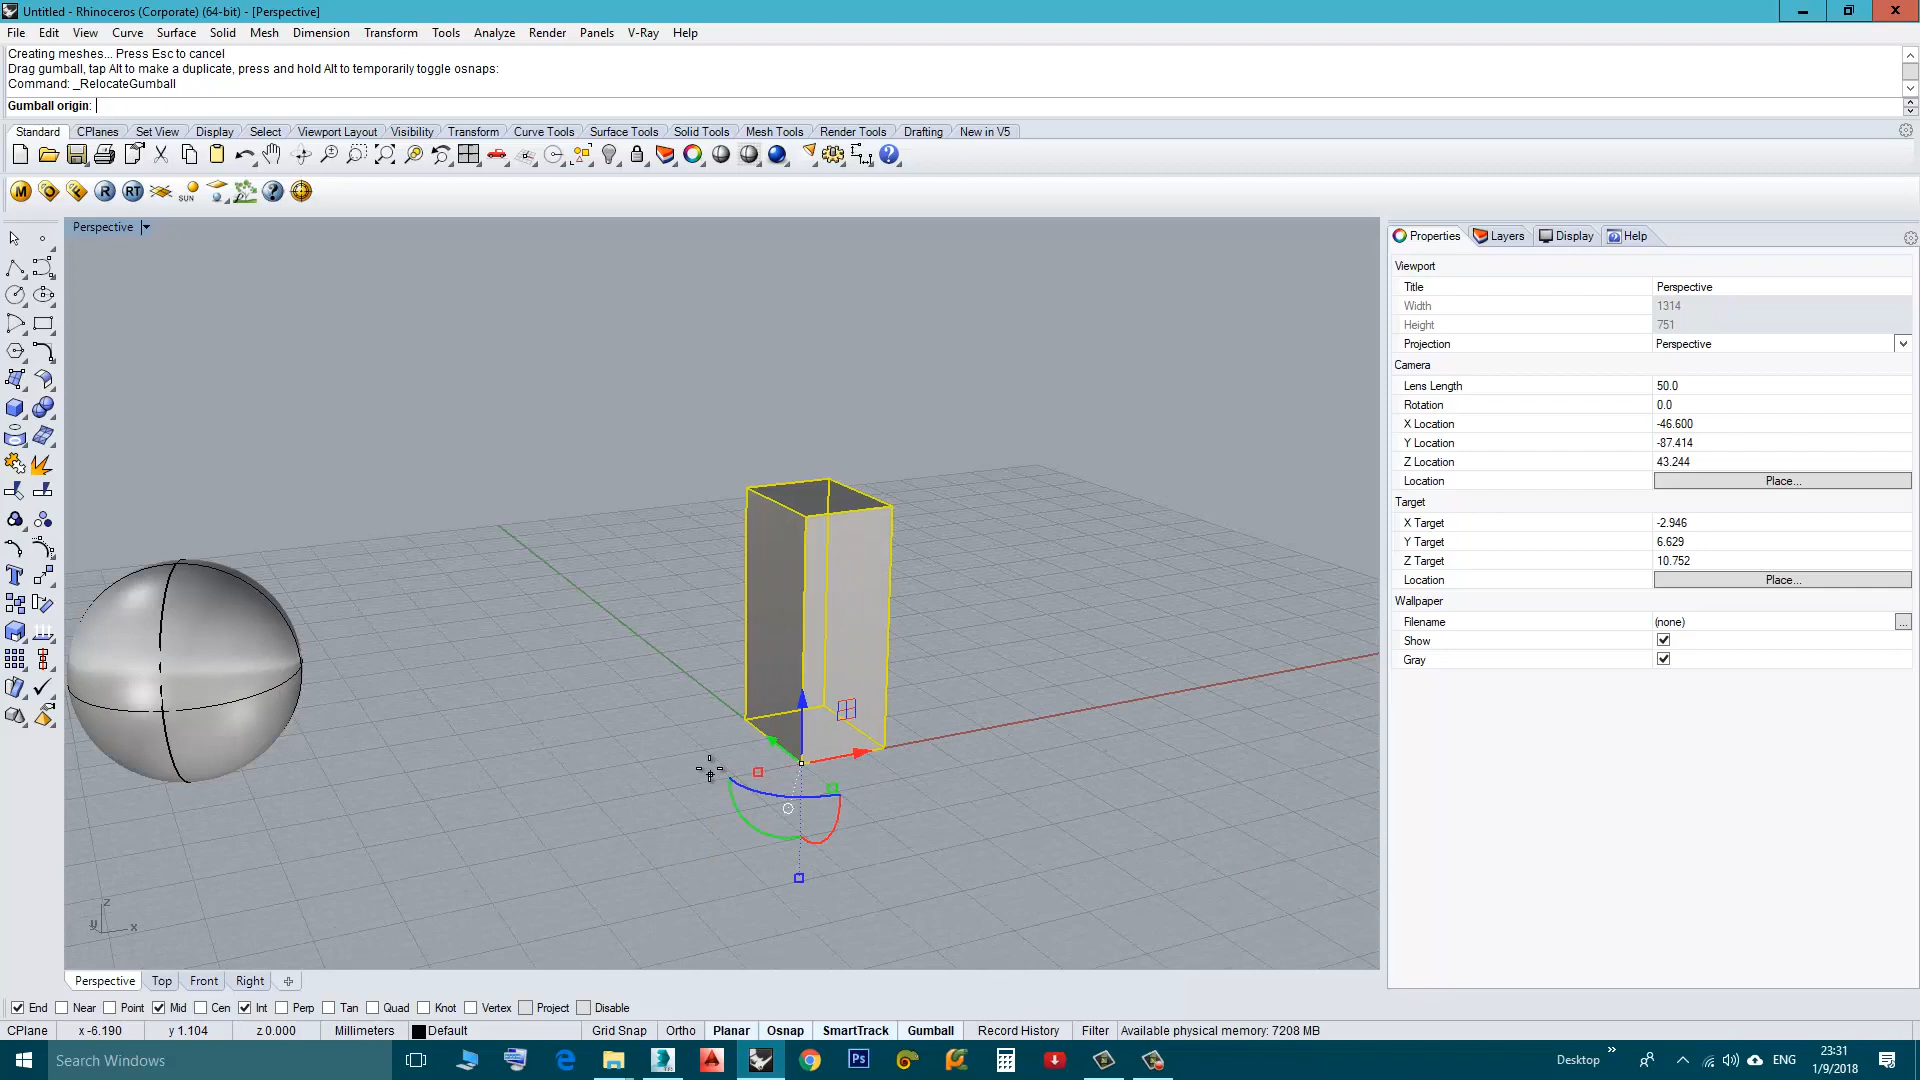 Untitled - Rhinoceros (Corporate) (64-bit) - [Perspective]
File Edit View Curve Surface Solid Mesh Dimension Transform Tools Analyze Render Panels V-Ray Help
Creating meshes... Press Esc to cancel
Drag gumball, tap Alt to make a duplicate, press and hold Alt to temporarily toggle osnaps:
Command: _RelocateGumball
Gumball origin:
Standard CPlanes Set View Display Select Viewport Layout Visibility Transform Curve Tools Surface Tools Solid Tools Mesh Tools Render Tools Drafting New in V5
M O F R RT SUN
Perspective
Properties Layers Display Help
Viewport
Title Perspective
Width 1314
Height 751
Projection Perspective
Camera
Lens Length 50.0
Rotation 0.0
X Location -46.600
Y Location -87.414
Z Location 43.244
Location Place...
Target
X Target -2.946
Y Target 6.629
Z Target 10.752
Location Place...
Wallpaper
Filename (none) ...
Show
Gray
z
y x
Perspective Top Front Right
End Near Point Mid Cen Int Perp Tan Quad Knot Vertex Project Disable
CPlane x -6.190 y 1.104 z 0.000 Millimeters Default Grid Snap Ortho Planar Osnap SmartTrack Gumball Record History Filter Available physical memory: 7208 MB
Search Windows Ps Desktop ENG 23:31
1/9/2018